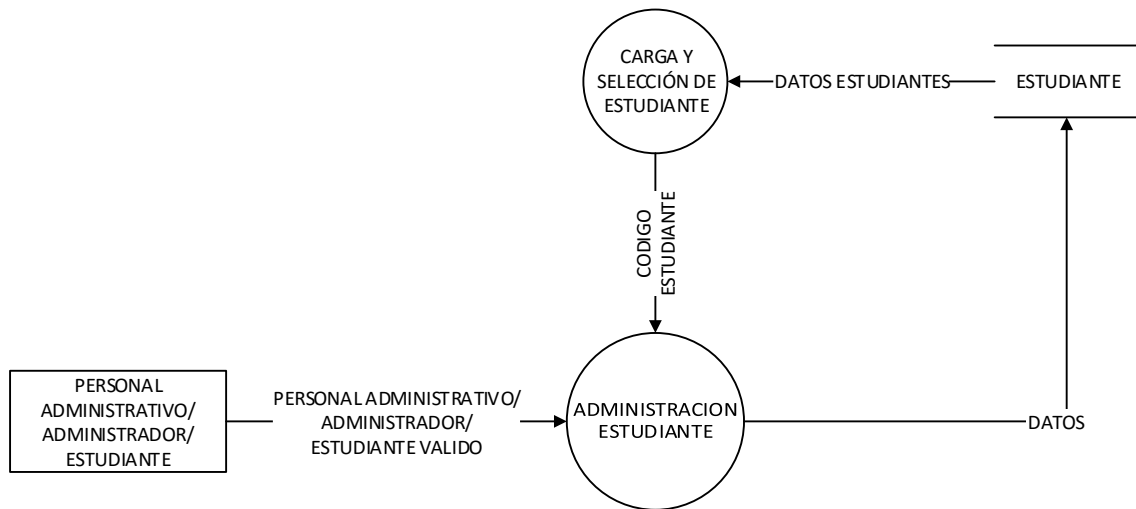 CARGA Y
SELECCIÓN DE
ESTUDIANTE
DATOS ESTUDIANTES
ESTUDIANTE
CODIGO
ESTUDIANTE
PERSONAL
ADMINISTRATIVO/
ADMINISTRADOR/
ESTUDIANTE
PERSONAL ADMINISTRATIVO/
ADMINISTRADOR/
ESTUDIANTE VALIDO
ADMINISTRACION
ESTUDIANTE
DATOS